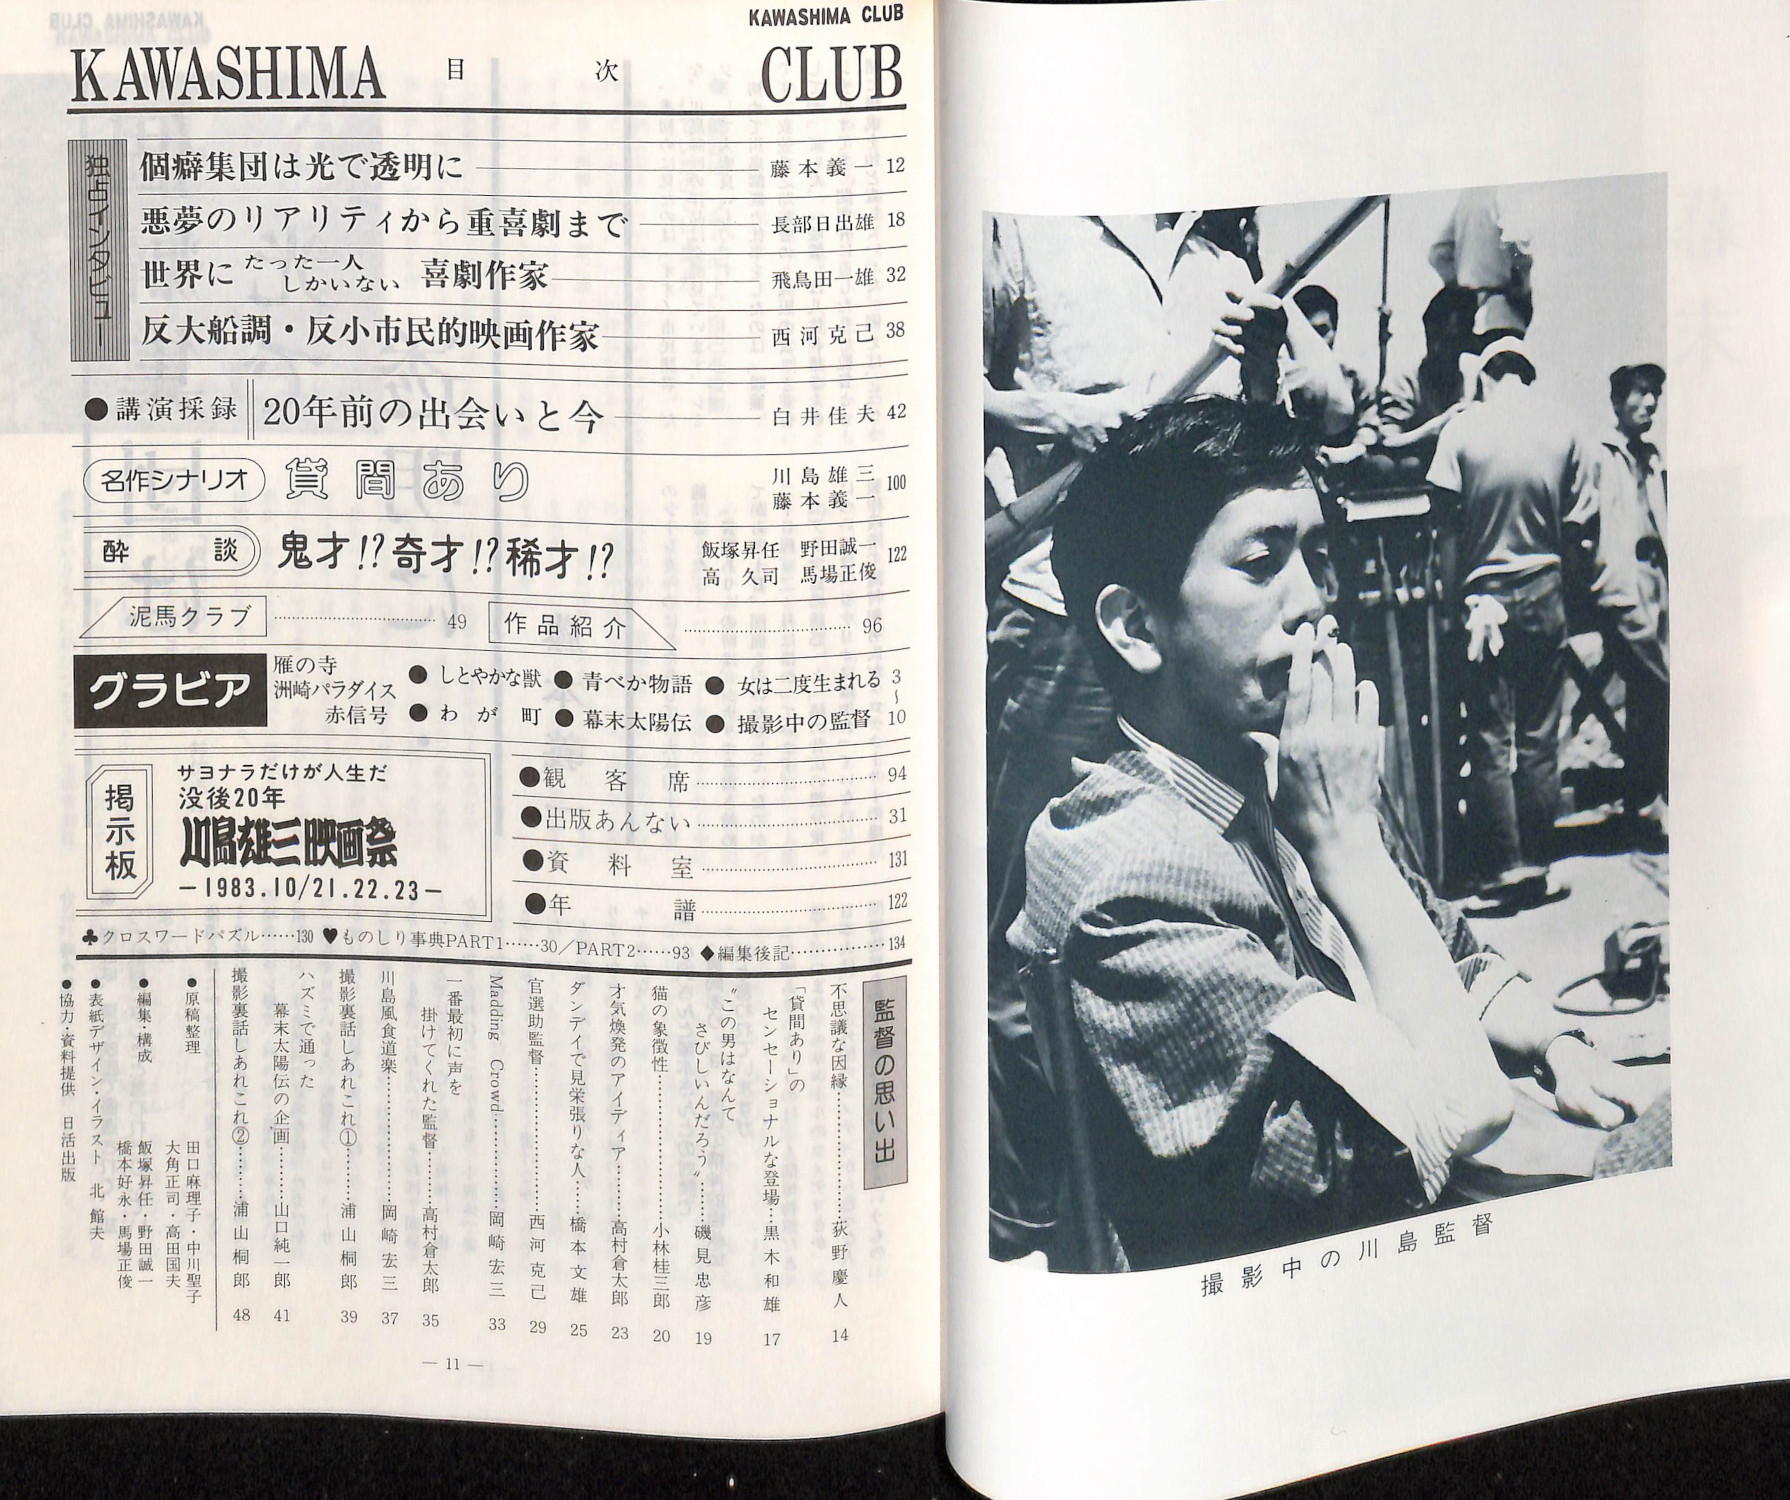 KAWASHIMA CLUB
KAWASHIMA 目次 CLUB
独占インタビュー
個癖集団は光で透明に 藤本義一 12
悪夢のリアリティから重喜劇まで 長部日出雄 18
世界にたった一人しかいない喜劇作家 飛鳥田一雄 32
反大船調・反小市民的映画作家 西河克己 38
●講演採録 20年前の出会いと今 白井佳夫 42
名作シナリオ 貸間あり 川島雄三 藤本義一 100
酔談 鬼才!?奇才!?稀才!? 飯塚昇任 野田誠一 高久司 馬場正俊 122
泥馬クラブ 49 作品紹介 96
グラビア
雁の寺 ●しとやかな獣 ●青べか物語 ●女は二度生まれる 3
洲崎パラダイス 〜
赤信号 ●わが町 ●幕末太陽伝 ●撮影中の監督 10
掲示板
サヨナラだけが人生だ
没後20年
川島雄三映画祭
−1983.10/21.22.23−
●観客席 94
●出版あんない 31
●資料室 131
●年譜 122
♣クロスワードパズル……130 ♥ものしり事典PART1……30/PART2……93 ◆編集後記……134
監督の思い出
不思議な因縁……荻野慶人 14
「貸間あり」の
センセーショナルな登場…黒木和雄 17
〝この男はなんて
さびしいんだろう〟……磯見忠彦 19
猫の象徴性……小林桂三郎 20
才気煥発のアイディア……高村倉太郎 23
ダンディで見栄張りな人……橋本文雄 25
官選助監督……西河克己 29
Madding Crowd……岡崎宏三 33
一番最初に声を
掛けてくれた監督……高村倉太郎 35
川島風食道楽……岡崎宏三 37
撮影裏話しあれこれ①……浦山桐郎 39
ハズミで通った
幕末太陽伝の企画……山口純一郎 41
撮影裏話しあれこれ②……浦山桐郎 48
●原稿整理 田口麻理子・中川聖子
大角正司・高田国夫
●編集・構成 飯塚昇任・野田誠一
橋本好永・馬場正俊
●表紙デザイン・イラスト 北館夫
●協力・資料提供 日活出版
— 11 —
撮影中の川島監督